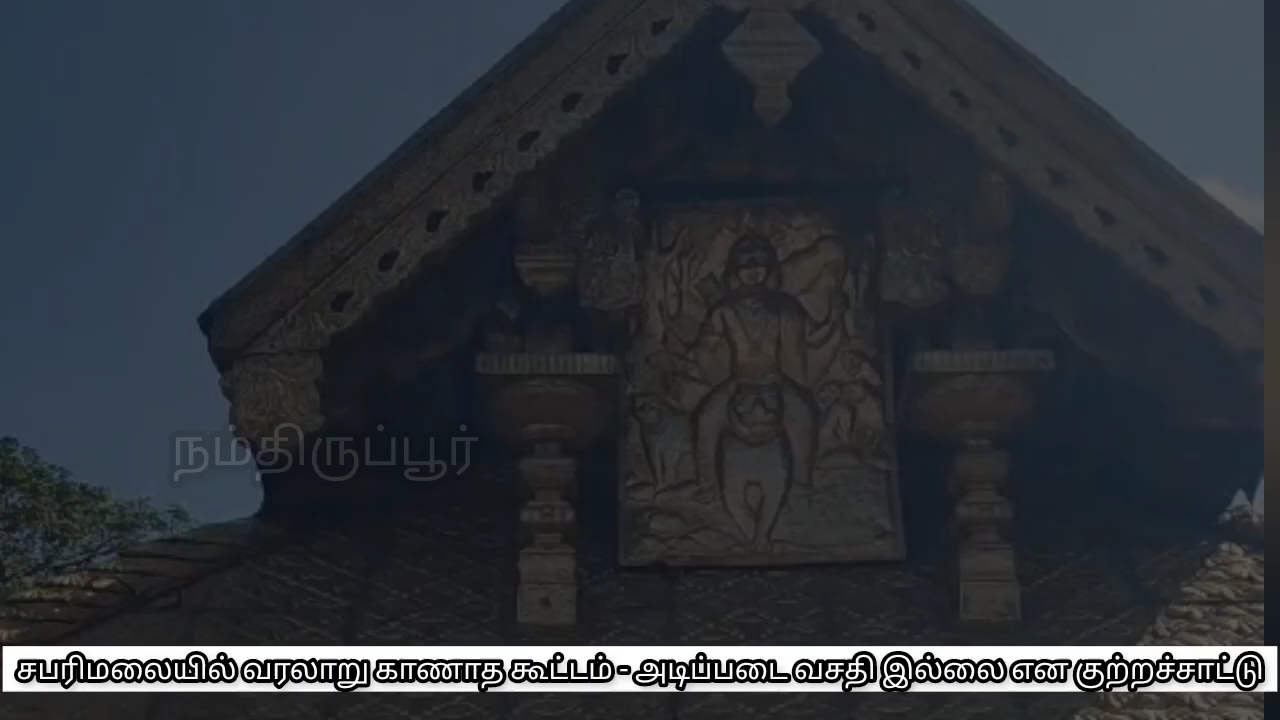 நம்திருப்பூர்
சபரிமலையில் வரலாறு காணாத கூட்டம் - அடிப்படை வசதி இல்லை என குற்றச்சாட்டு